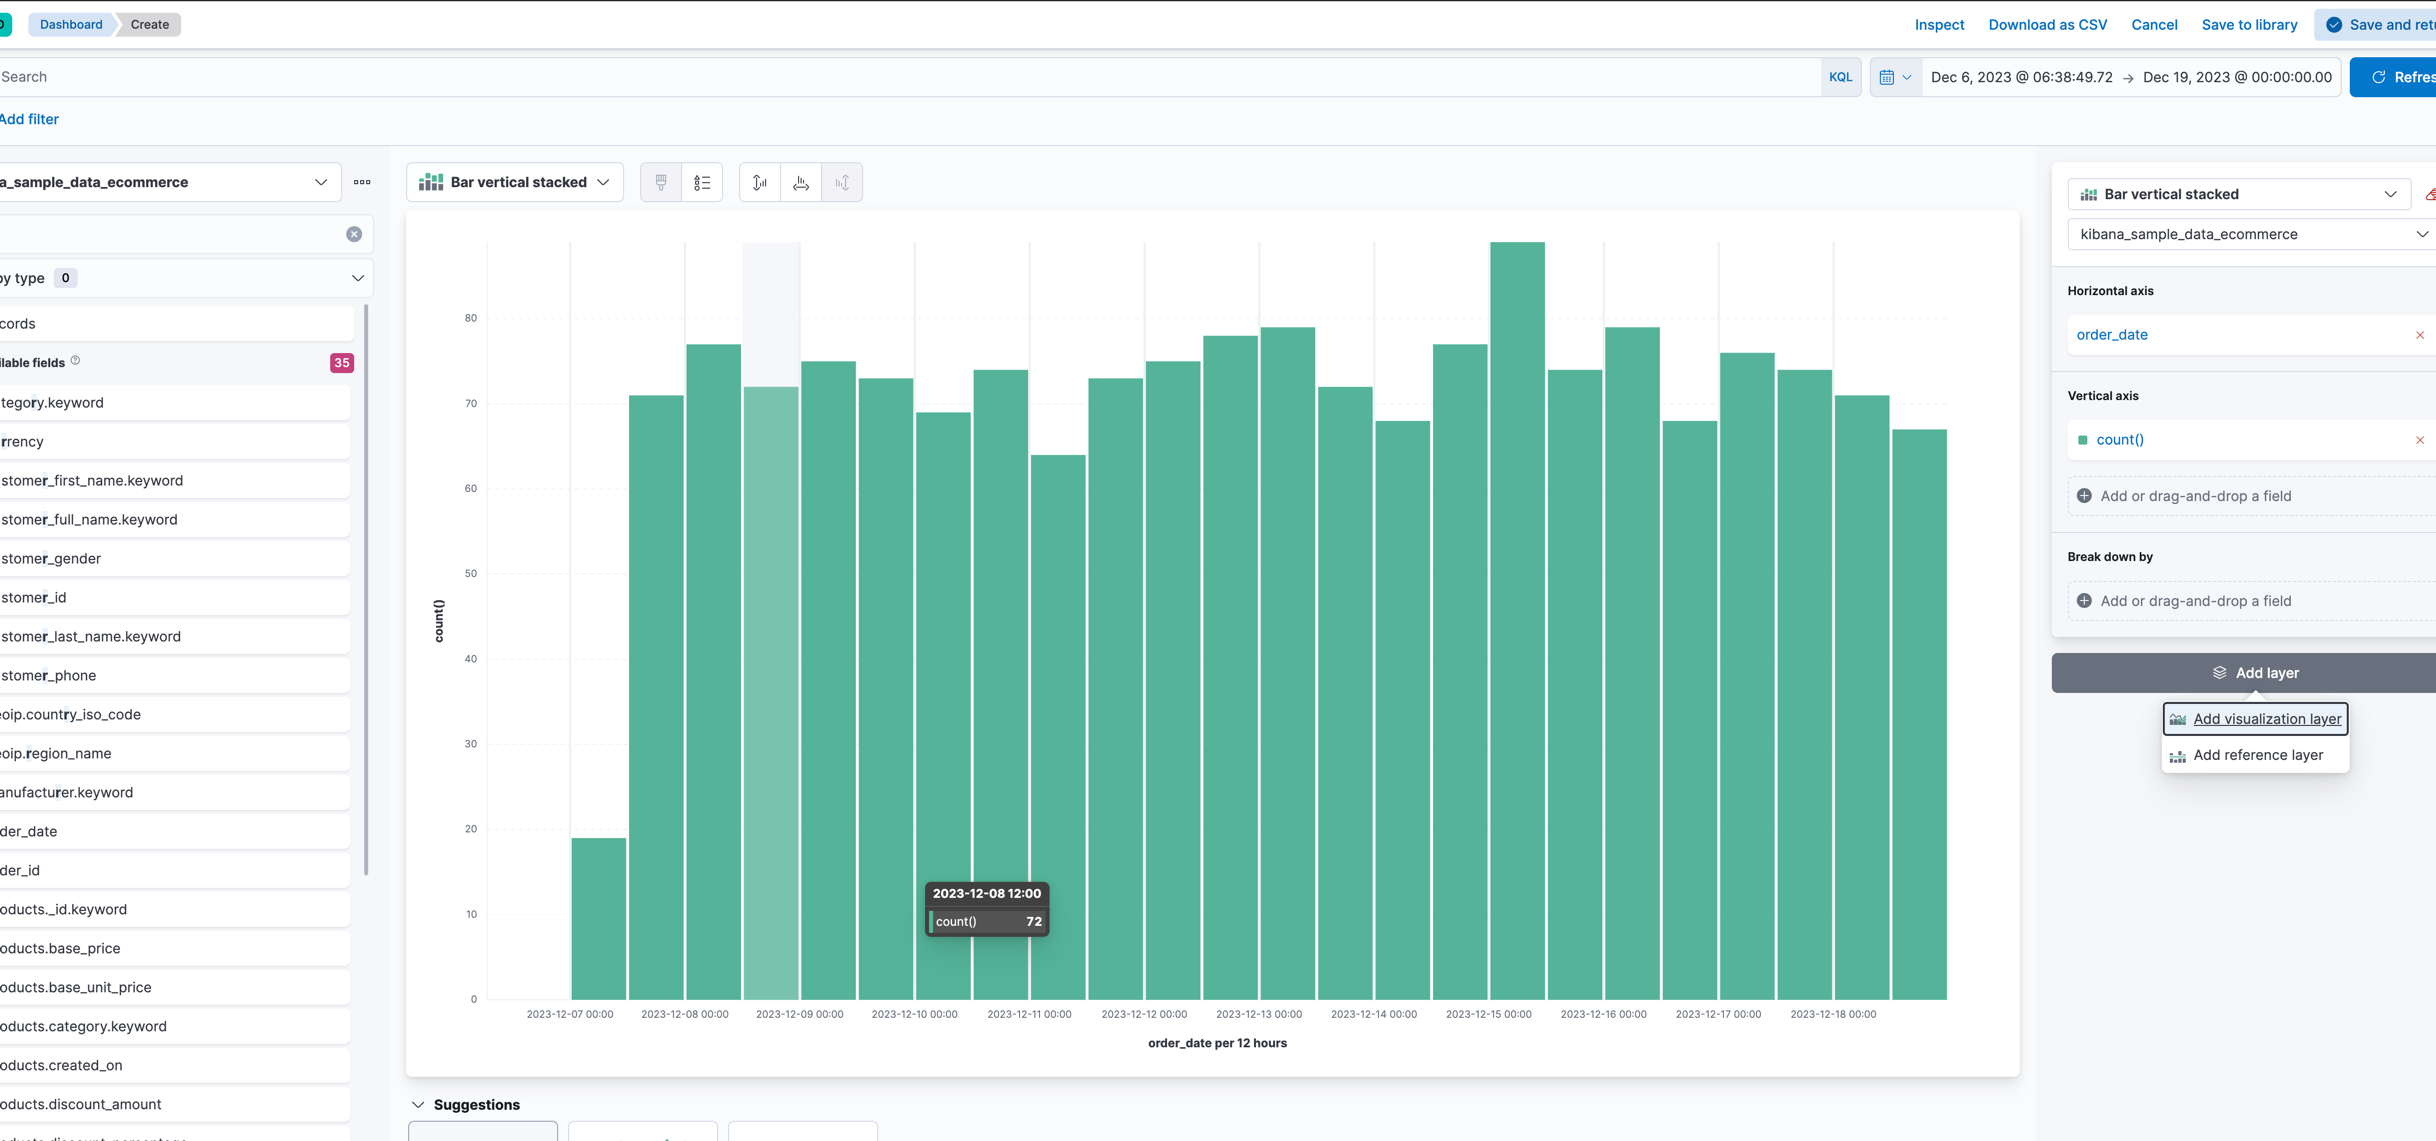 Dashboard
Create
Inspect
Download as CSV
Cancel
Save to library
Save and retu
Search
KQL
Dec 6, 2023 @ 06:38:49.72 → Dec 19, 2023 @ 00:00:00.00
Refres
Add filter
a_sample_data_ecommerce
by type 0
cords
ilable fields
35
tegory.keyword
rrency
stomer_first_name.keyword
stomer_full_name.keyword
stomer_gender
stomer_id
stomer_last_name.keyword
stomer_phone
eoip.country_iso_code
eoip.region_name
anufacturer.keyword
der_date
der_id
oducts._id.keyword
oducts.base_price
oducts.base_unit_price
oducts.category.keyword
oducts.created_on
oducts.discount_amount
Bar vertical stacked
80
70
60
50
40
30
20
10
0
count()
2023-12-08 12:00
count() 72
2023-12-07 00:00
2023-12-08 00:00
2023-12-09 00:00
2023-12-10 00:00
2023-12-11 00:00
2023-12-12 00:00
2023-12-13 00:00
2023-12-14 00:00
2023-12-15 00:00
2023-12-16 00:00
2023-12-17 00:00
2023-12-18 00:00
order_date per 12 hours
Suggestions
Bar vertical stacked
kibana_sample_data_ecommerce
Horizontal axis
order_date
Vertical axis
count()
Add or drag-and-drop a field
Break down by
Add or drag-and-drop a field
Add layer
Add visualization layer
Add reference layer